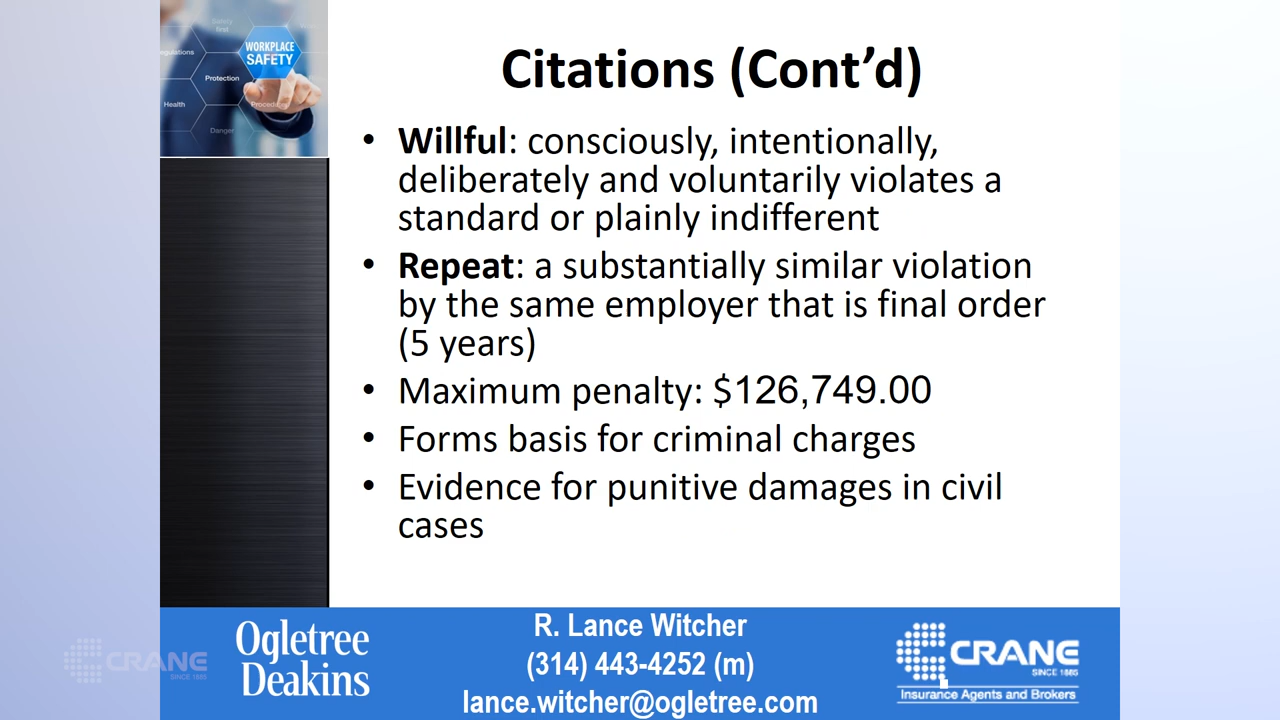 Safety
first
WORKPLACE
SAFETY
Protection
Health
Danger
Citations (Cont’d)
• Willful: consciously, intentionally,
deliberately and voluntarily violates a
standard or plainly indifferent
• Repeat: a substantially similar violation
by the same employer that is final order
(5 years)
• Maximum penalty: $126,749.00
• Forms basis for criminal charges
• Evidence for punitive damages in civil
cases
Ogletree
Deakins
R. Lance Witcher
(314) 443-4252 (m)
lance.witcher@ogletree.com
CRANE
SINCE 1885
Insurance Agents and Brokers
CRANE
SINCE 1885